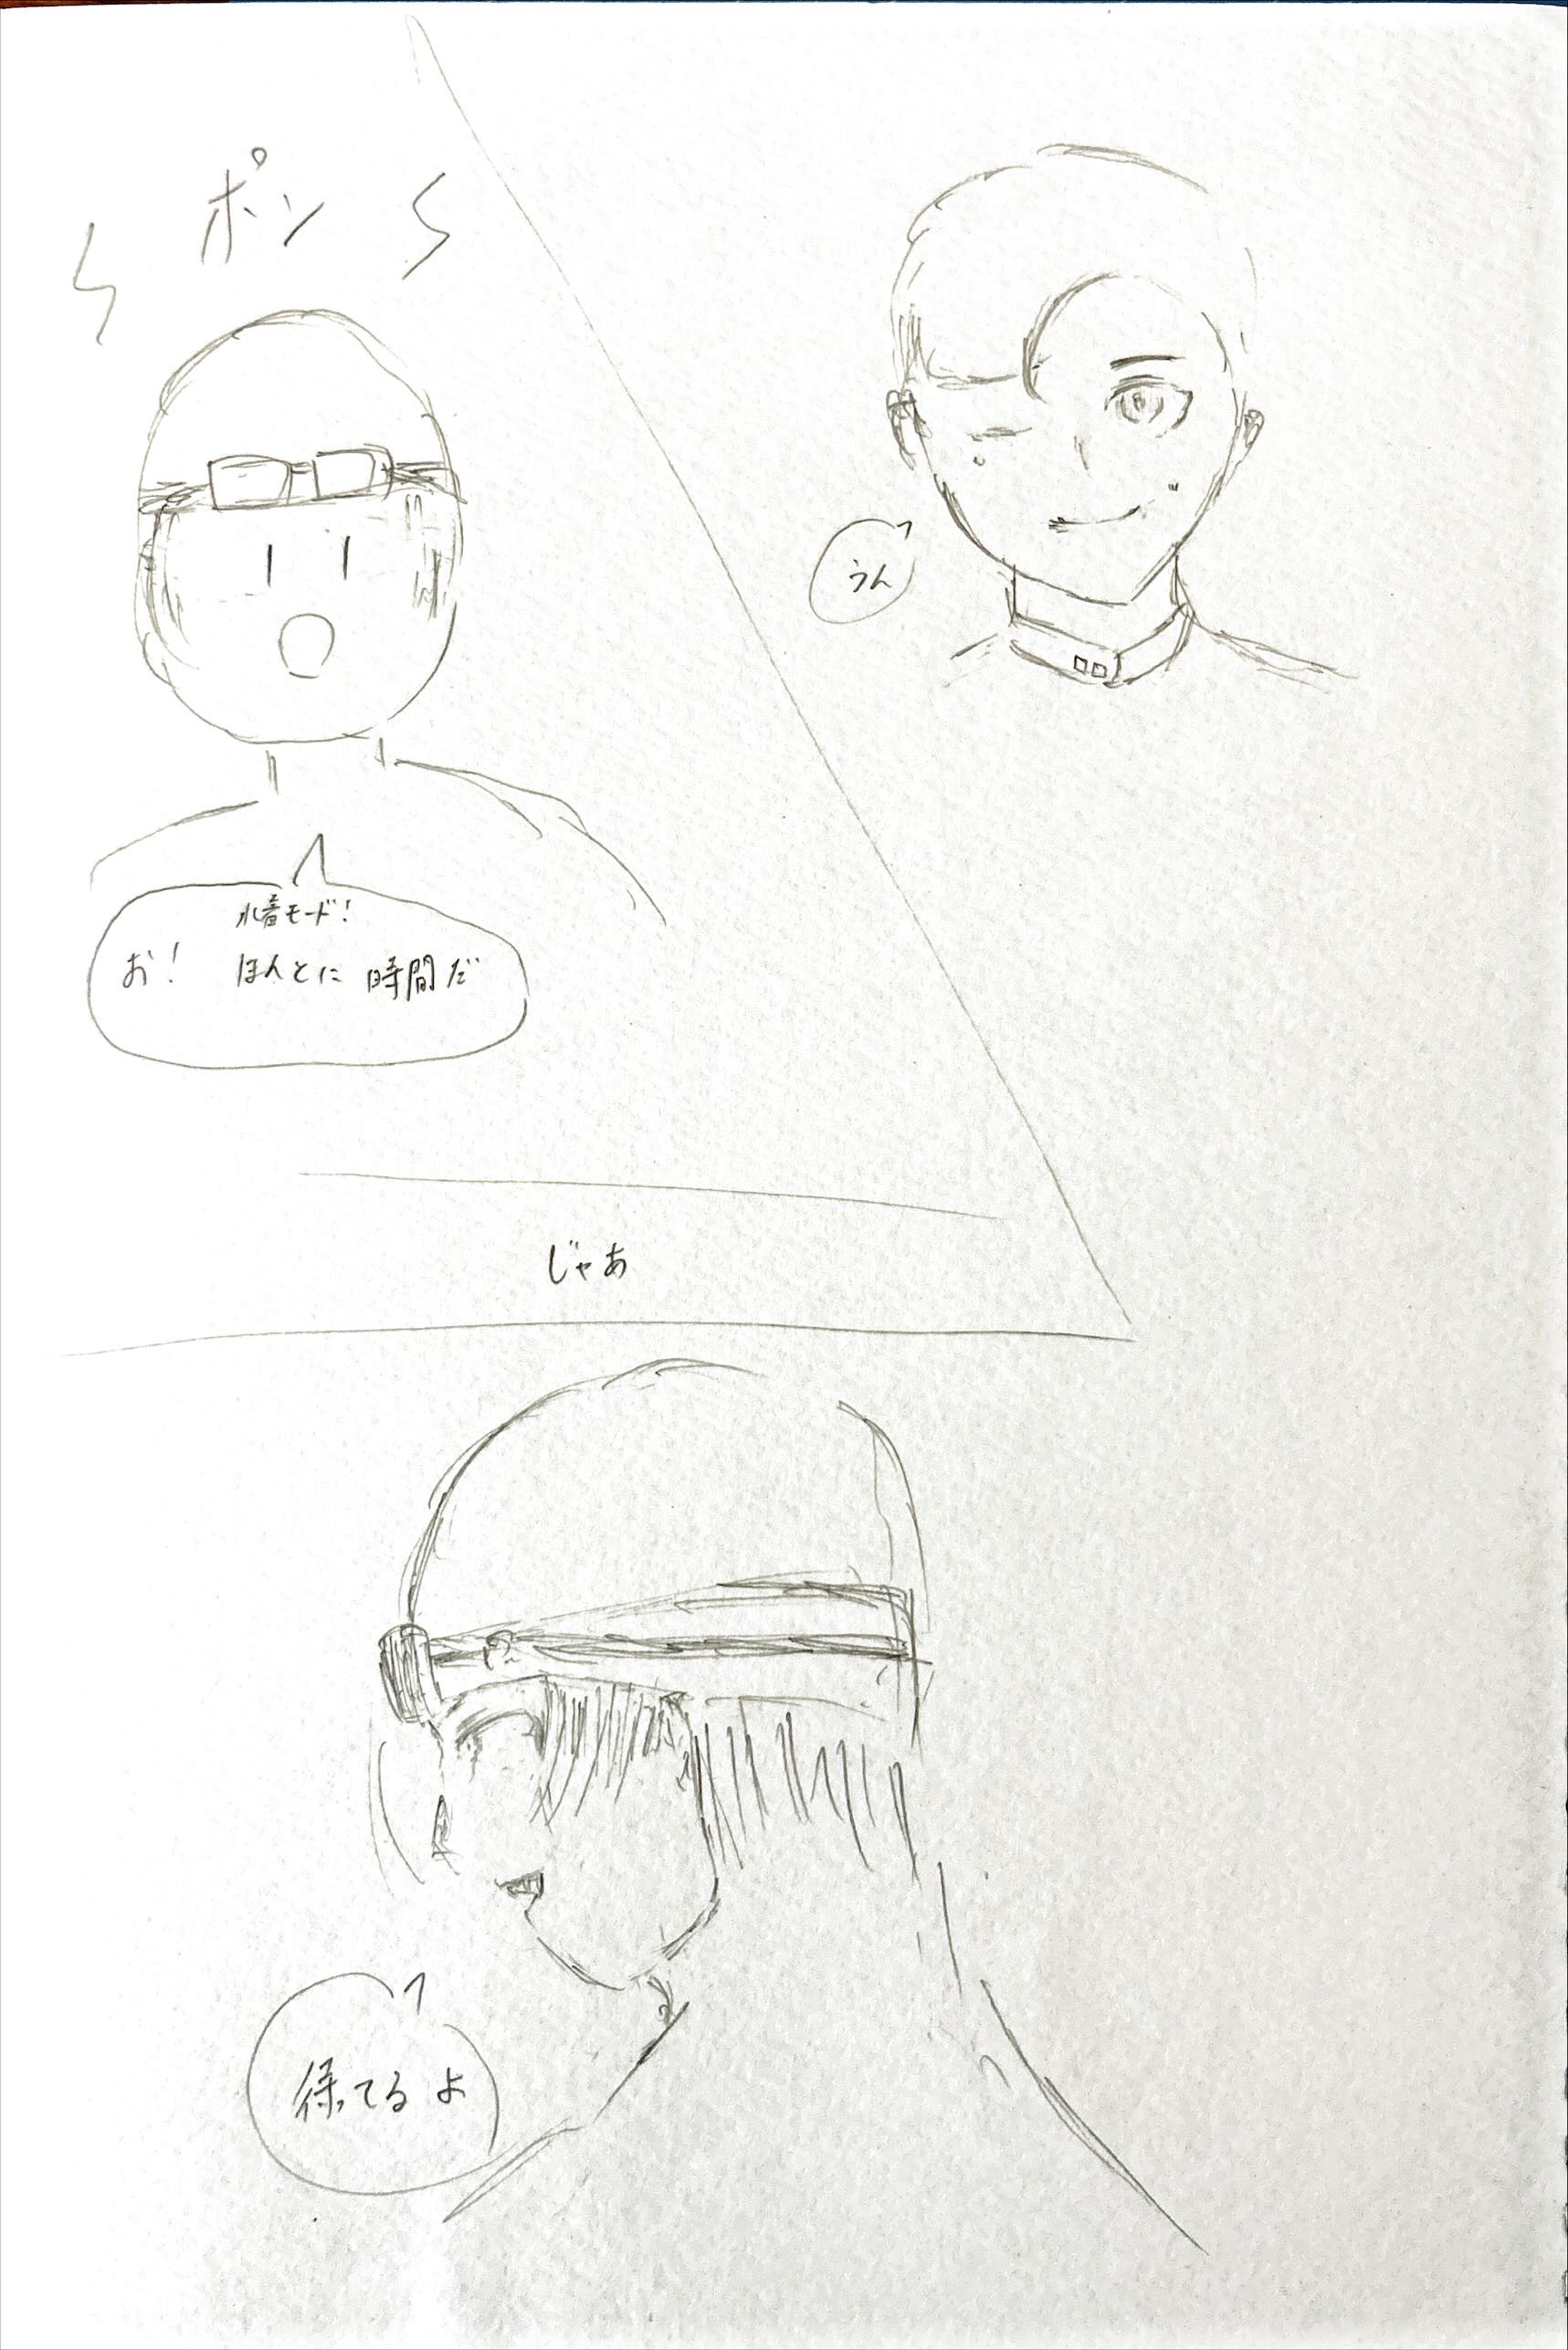 ポン
うん
水着モード!
お! ほんとに 時間だ
じゃあ
待ってるよ